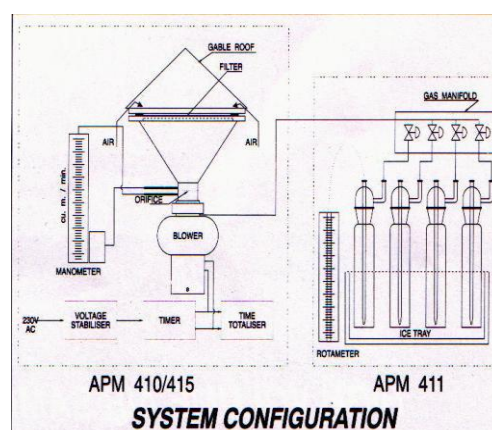 GABLE ROOF
FILTER
GAS MANIFOLD
AIR
AIR
cu. m. / min.
ORIFICE
BLOWER
MANOMETER
230V
AC
VOLTAGE
STABILISER
TIMER
TIME
TOTALISER
ICE TRAY
ROTAMETER
APM 410/415
APM 411
SYSTEM CONFIGURATION